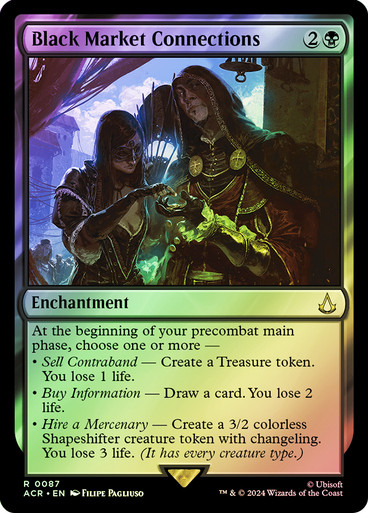 Black Market Connections 2
Enchantment
At the beginning of your precombat main
phase, choose one or more —
• Sell Contraband — Create a Treasure token.
You lose 1 life.
• Buy Information — Draw a card. You lose 2
life.
• Hire a Mercenary — Create a 3/2 colorless
Shapeshifter creature token with changeling.
You lose 3 life. (It has every creature type.)
R 0087
ACR • EN Filipe Pagliuso
© Ubisoft
™ & © 2024 Wizards of the Coast